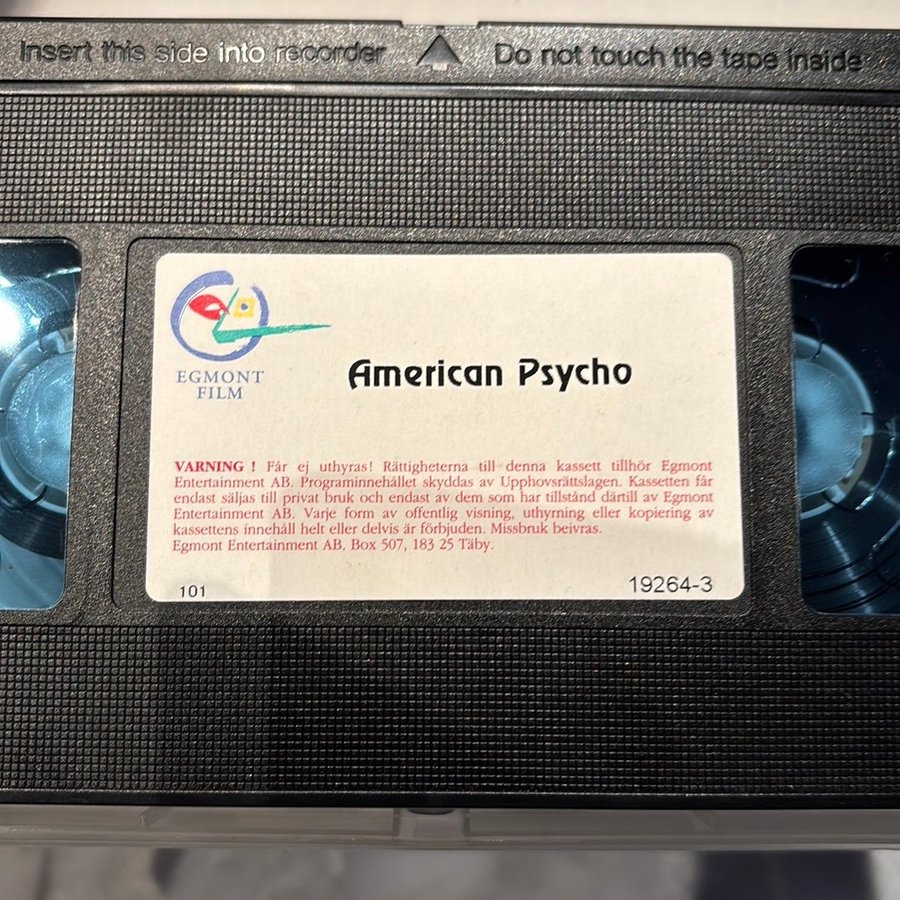 Insert this side into recorder Do not touch the tape inside
EGMONT
FILM
American Psycho
VARNING ! Får ej uthyras! Rättigheterna till denna kassett tillhör Egmont
Entertainment AB. Programinnehållet skyddas av Upphovsrättslagen. Kassetten får
endast säljas till privat bruk och endast av dem som har tillstånd därtill av Egmont
Entertainment AB. Varje form av offentlig visning, uthyrning eller kopiering av
kassettens innehåll helt eller delvis är förbjuden. Missbruk beivras.
Egmont Entertainment AB, Box 507, 183 25 Täby.
101 19264-3